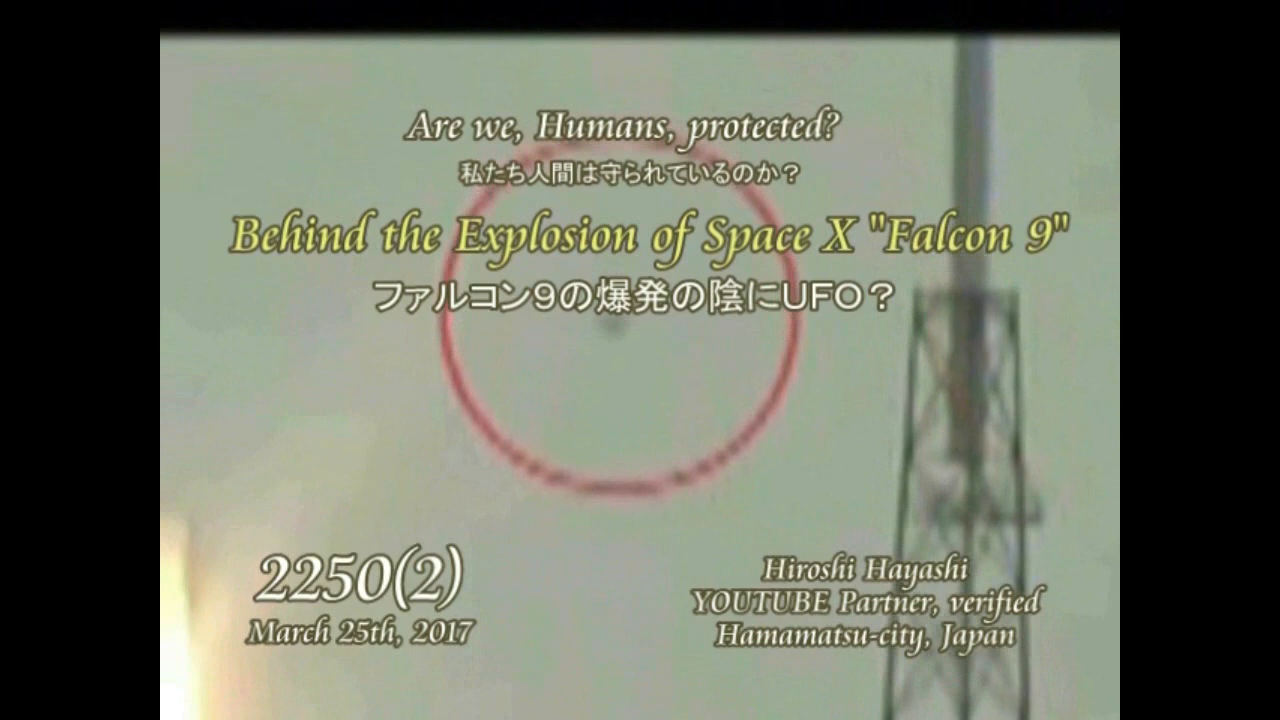 Are we, Humans, protected?
私たち人間は守られているのか？
Behind the Explosion of Space X "Falcon 9"
ファルコン９の爆発の陰にUFO？
2250(2)
March 25th, 2017
Hiroshi Hayashi
YOUTUBE Partner, verified
Hamamatsu-city, Japan